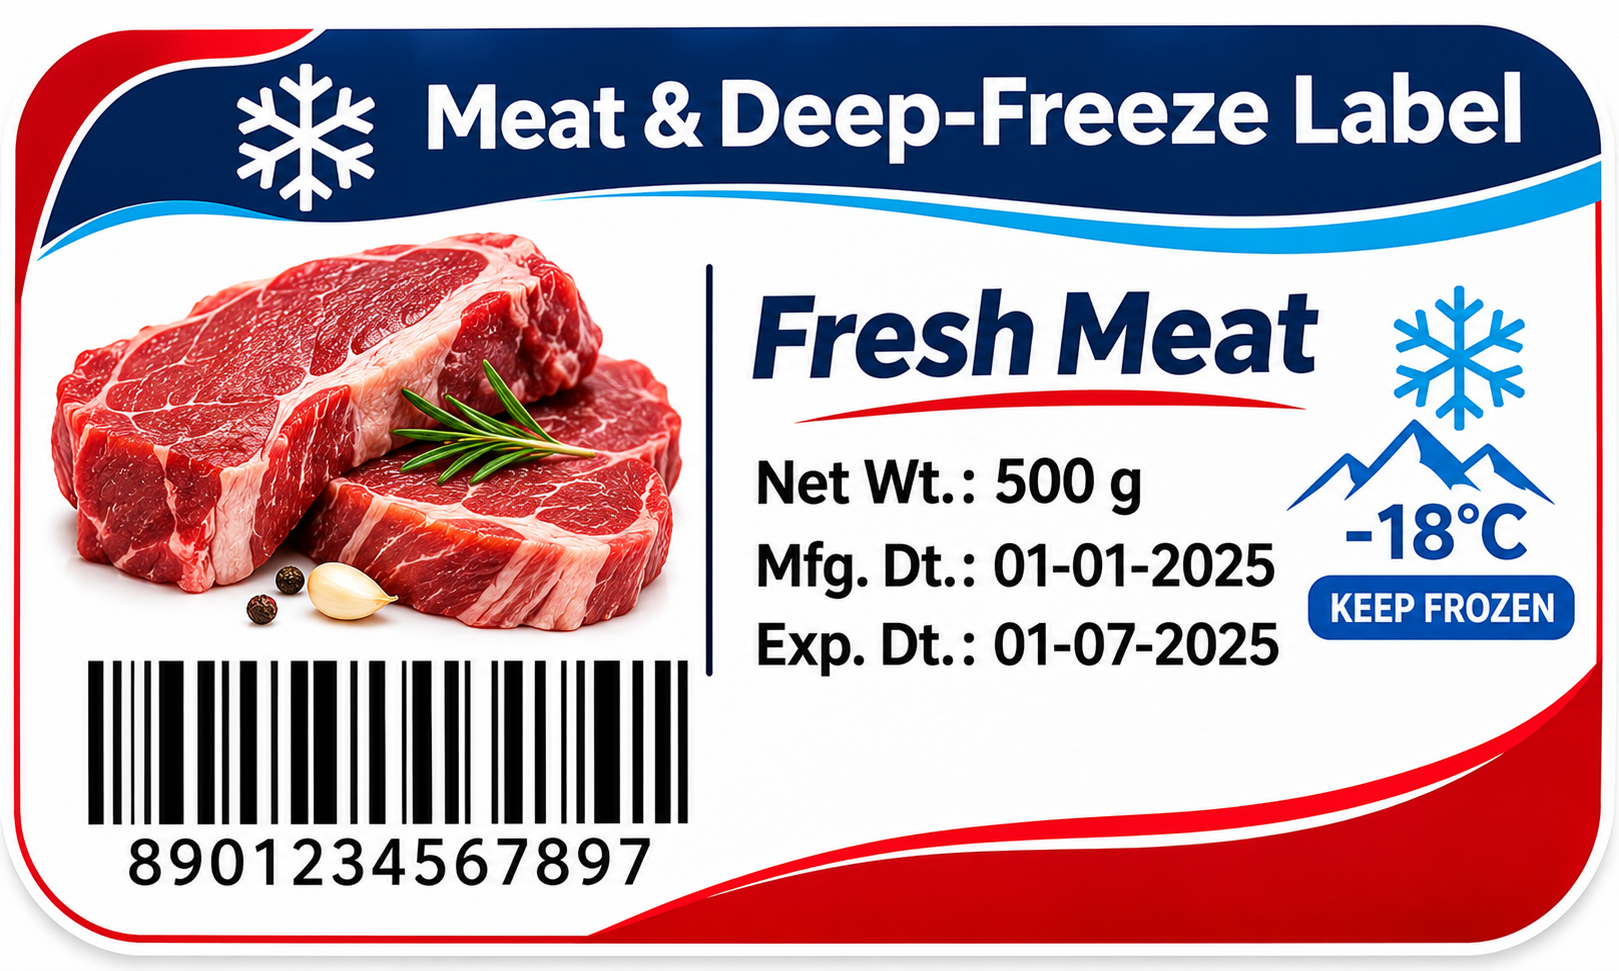 Meat & Deep-Freeze Label
Fresh Meat
Net Wt.: 500 g
Mfg. Dt.: 01-01-2025
Exp. Dt.: 01-07-2025
-18°C
KEEP FROZEN
8901234567897